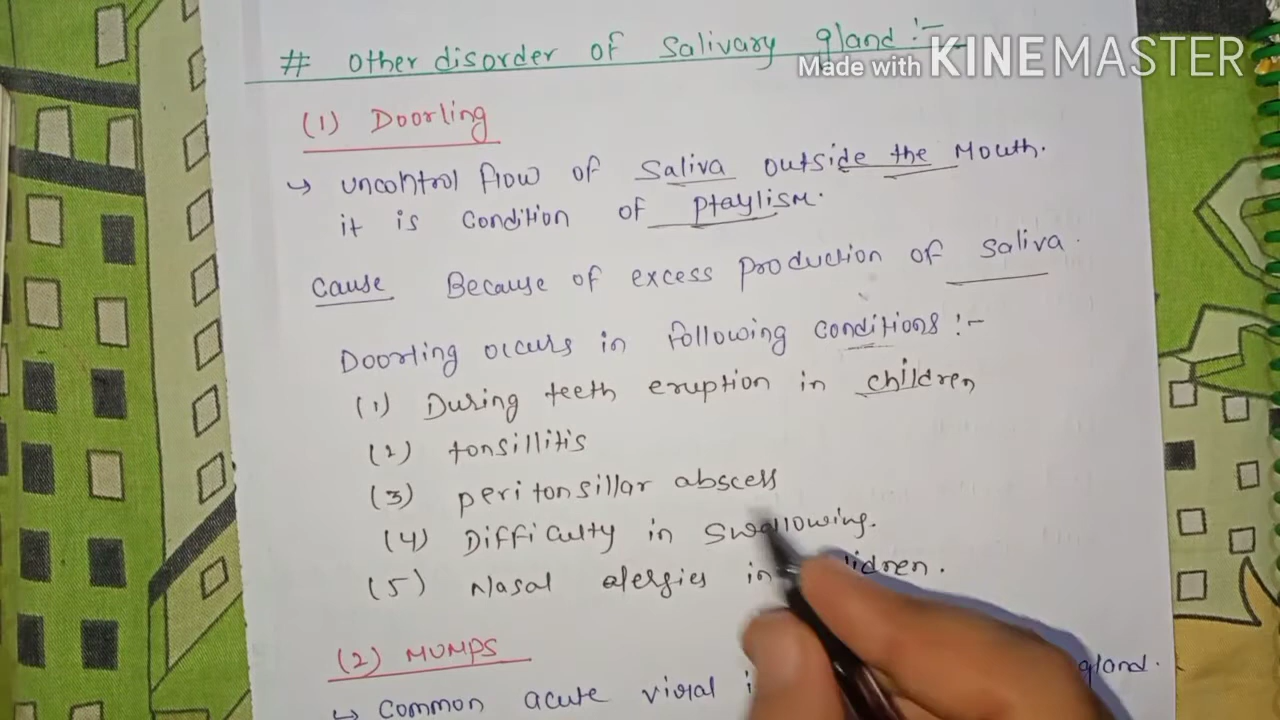 # Other disorder of Salivary gland :-
Made with KINEMASTER
(1) Doorling
↳ uncontrol flow of Saliva outside the Mouth.
it is Condition of ptaylism.
Cause Because of excess production of saliva.
Doorling occurs in following conditions :-
(1) During teeth eruption in children
(2) tonsillitis
(3) peritonsillar abscess
(4) Difficulty in swallowing.
(5) Nasal alergies in
(2) MUMPS
↳ Common acute viral gland.